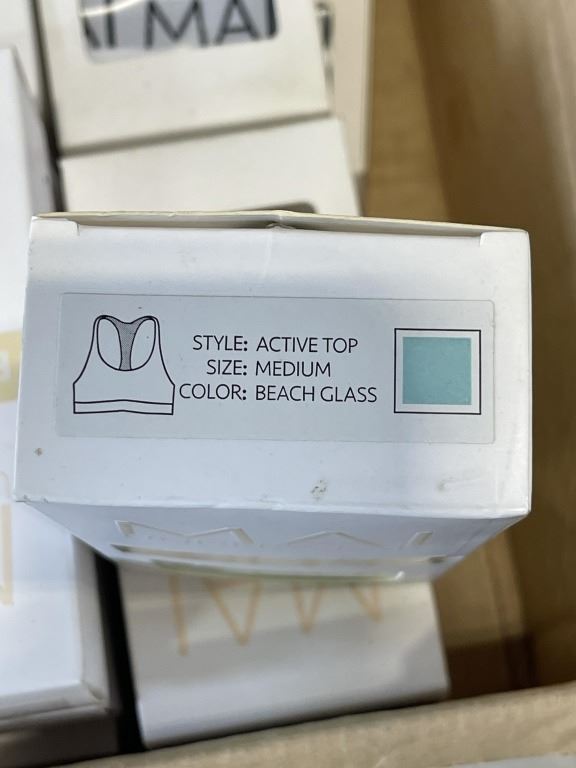 STYLE: ACTIVE TOP
SIZE: MEDIUM
COLOR: BEACH GLASS